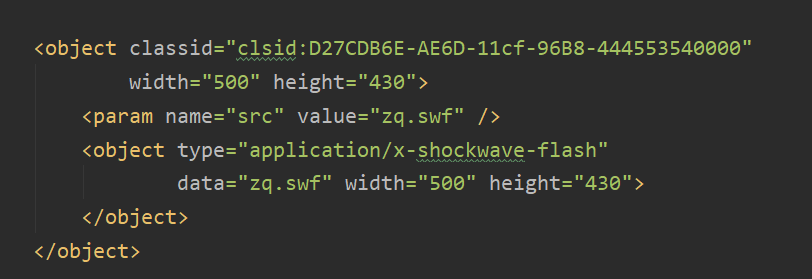 <object classid="clsid:D27CDB6E-AE6D-11cf-96B8-444553540000"
width="500" height="430">
<param name="src" value="zq.swf" />
<object type="application/x-shockwave-flash"
data="zq.swf" width="500" height="430">
</object>
</object>